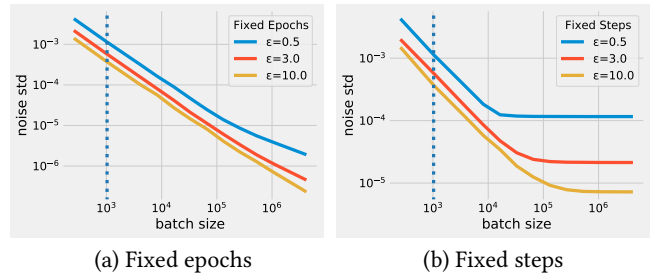 Fixed Epochs
ε=0.5
ε=3.0
ε=10.0
noise std
10⁻³
10⁻⁴
10⁻⁵
10⁻⁶
10³
10⁴
10⁵
10⁶
batch size
(a) Fixed epochs
Fixed Steps
ε=0.5
ε=3.0
ε=10.0
noise std
10⁻³
10⁻⁴
10⁻⁵
10³
10⁴
10⁵
10⁶
batch size
(b) Fixed steps